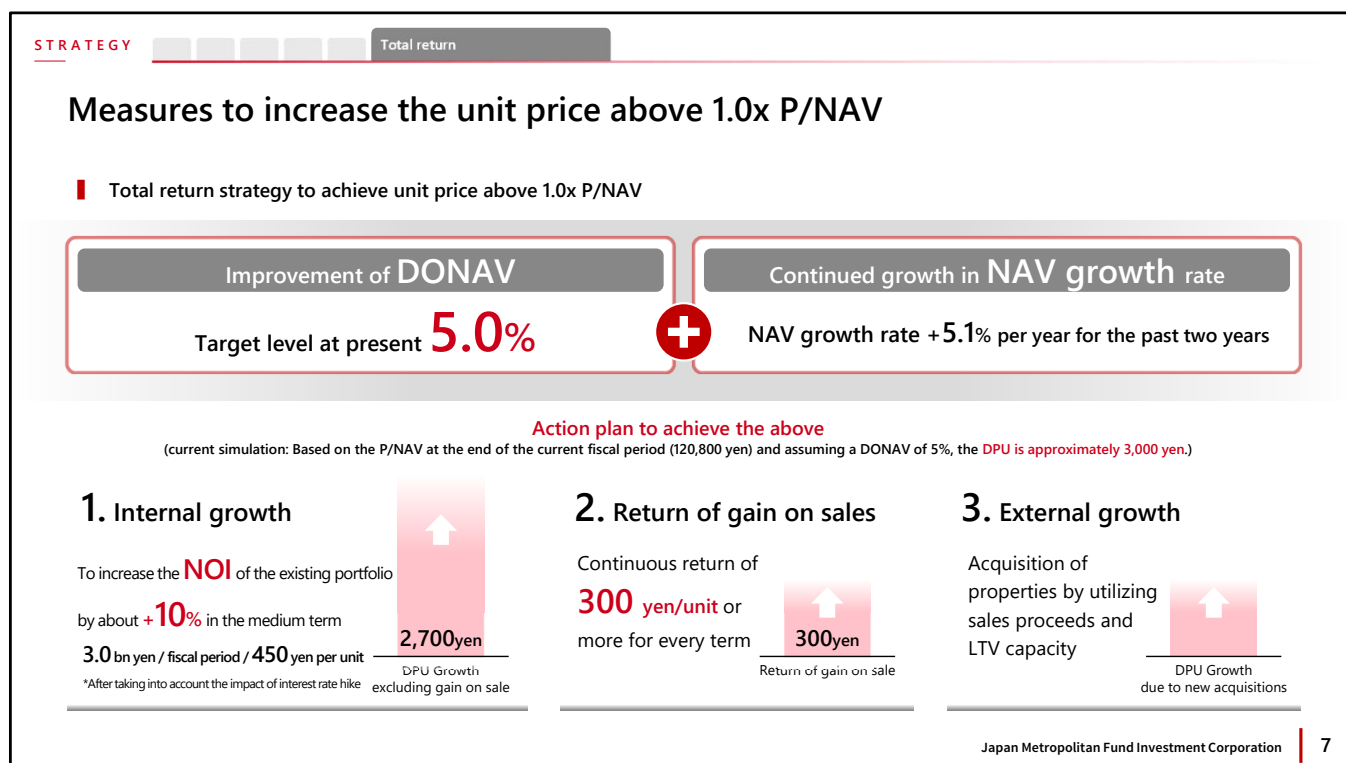 STRATEGY
Total return
Measures to increase the unit price above 1.0x P/NAV
Total return strategy to achieve unit price above 1.0x P/NAV
Improvement of DONAV
Target level at present 5.0%
Continued growth in NAV growth rate
NAV growth rate +5.1% per year for the past two years
Action plan to achieve the above
(current simulation: Based on the P/NAV at the end of the current fiscal period (120,800 yen) and assuming a DONAV of 5%, the DPU is approximately 3,000 yen.)
1. Internal growth
To increase the NOI of the existing portfolio
by about +10% in the medium term
3.0 bn yen / fiscal period / 450 yen per unit
*After taking into account the impact of interest rate hike
2,700yen
DPU Growth
excluding gain on sale
2. Return of gain on sales
Continuous return of
300 yen/unit or
more for every term
300yen
Return of gain on sale
3. External growth
Acquisition of
properties by utilizing
sales proceeds and
LTV capacity
DPU Growth
due to new acquisitions
Japan Metropolitan Fund Investment Corporation
7